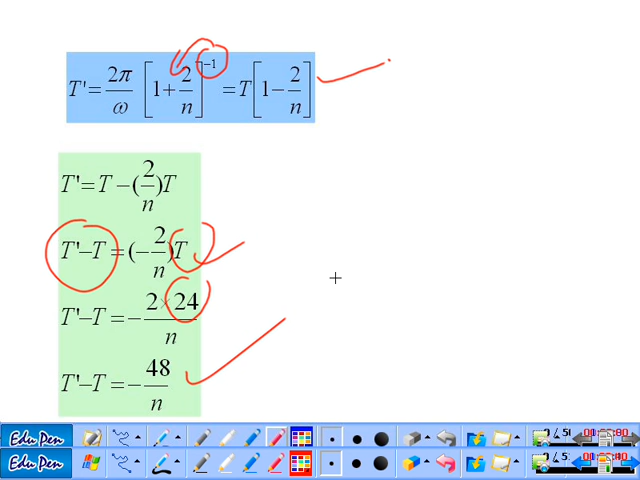 T' = 2π/ω [1 + 2/n]⁻¹ = T[1 − 2/n]
T' = T − (2/n)T
T' − T = (−2/n)T
T' − T = −(2×24)/n
T' − T = −48/n
Edu Pen
Edu Pen